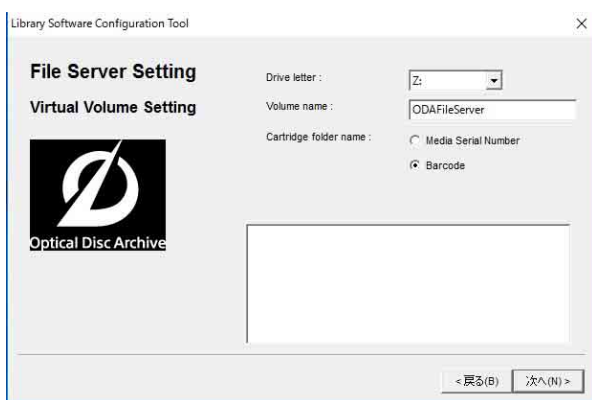 Library Software Configuration Tool
File Server Setting
Virtual Volume Setting
Optical Disc Archive
Drive letter :
Z:
Volume name :
ODAFileServer
Cartridge folder name :
Media Serial Number
Barcode
<戻る(B)
次へ(N)>